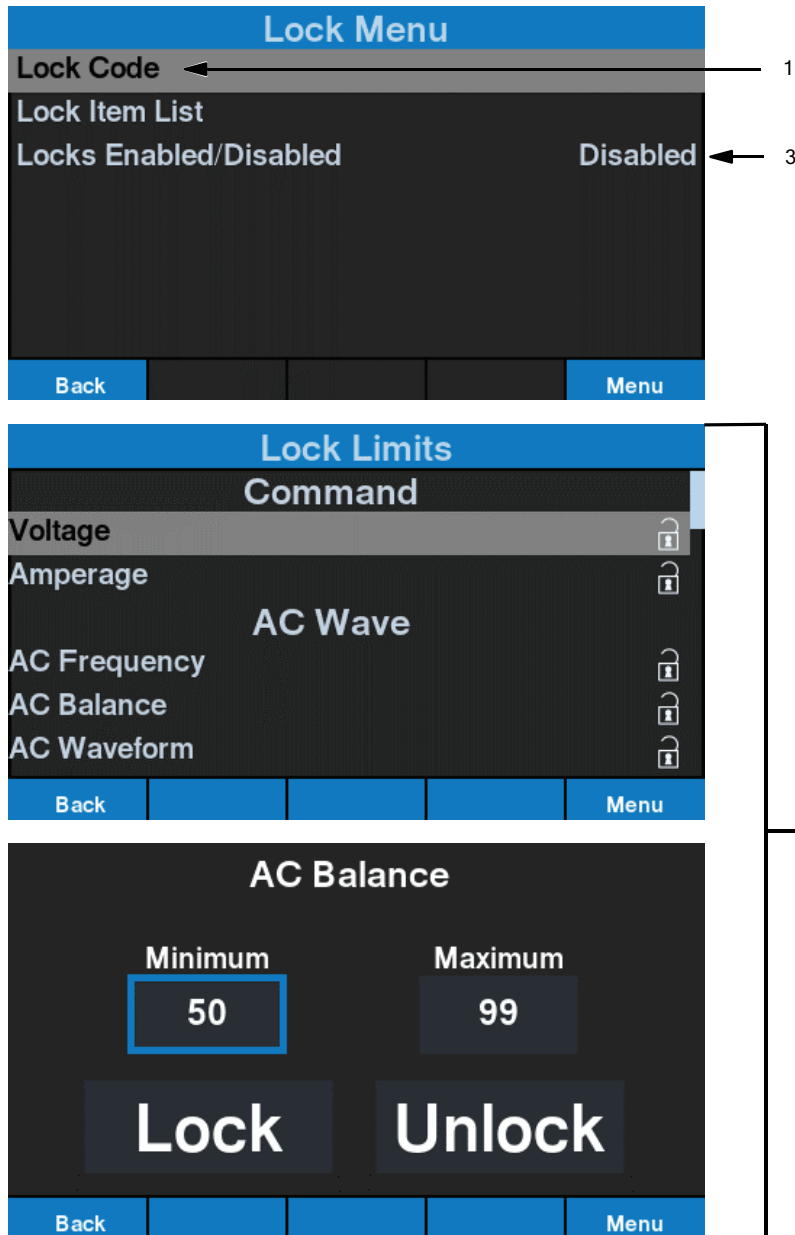 Lock Menu
Lock Code
1
Lock Item List
Locks Enabled/Disabled Disabled
3
Back Menu
Lock Limits
Command
Voltage
Amperage
AC Wave
AC Frequency
AC Balance
AC Waveform
Back Menu
AC Balance
Minimum Maximum
50 99
Lock Unlock
Back Menu